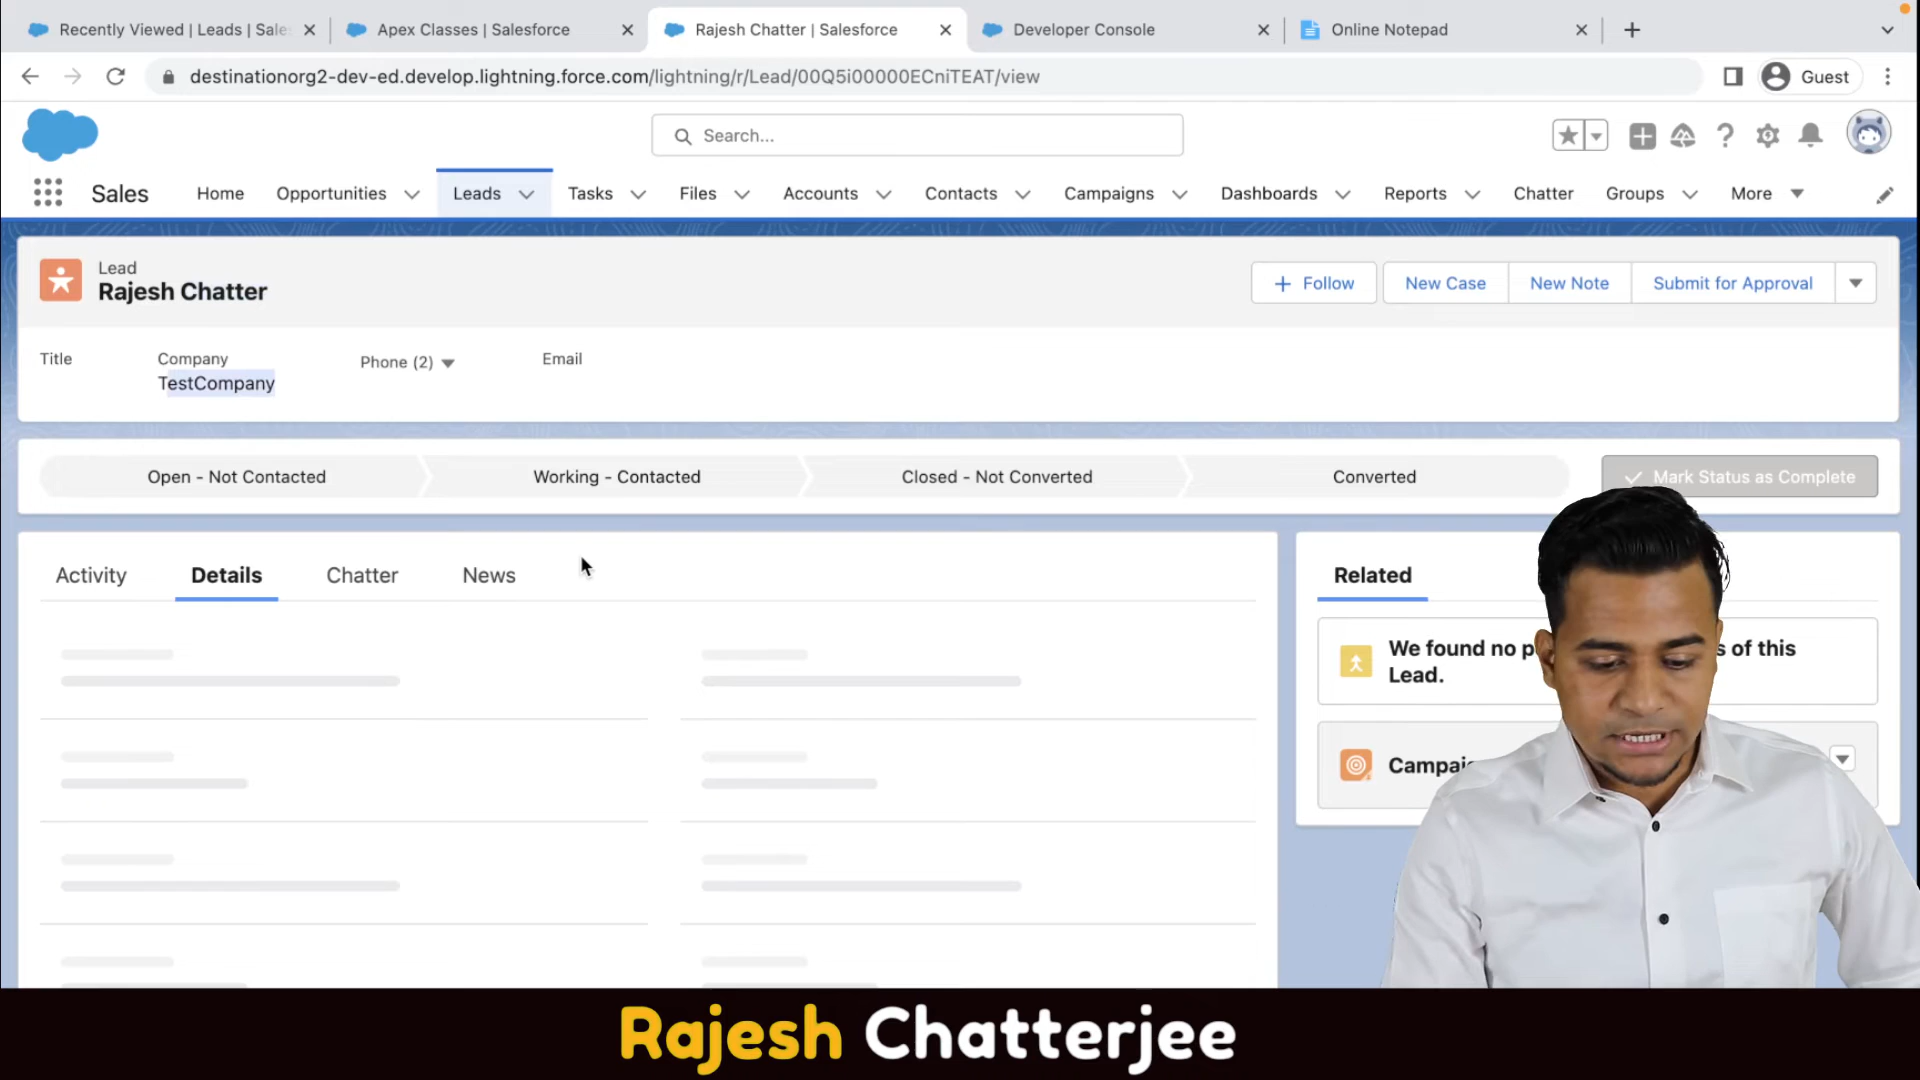 Recently Viewed | Leads | Sale
Apex Classes | Salesforce
Rajesh Chatter | Salesforce
Developer Console
Online Notepad
destinationorg2-dev-ed.develop.lightning.force.com/lightning/r/Lead/00Q5i00000ECniTEAT/view
Guest
Search...
Sales
Home
Opportunities
Leads
Tasks
Files
Accounts
Contacts
Campaigns
Dashboards
Reports
Chatter
Groups
More
Lead
Rajesh Chatter
Follow
New Case
New Note
Submit for Approval
Title
Company
Phone (2)
Email
TestCompany
Open - Not Contacted
Working - Contacted
Closed - Not Converted
Converted
Mark Status as Complete
Activity
Details
Chatter
News
Related
We found no p s of this
Lead.
Campai
Rajesh Chatterjee